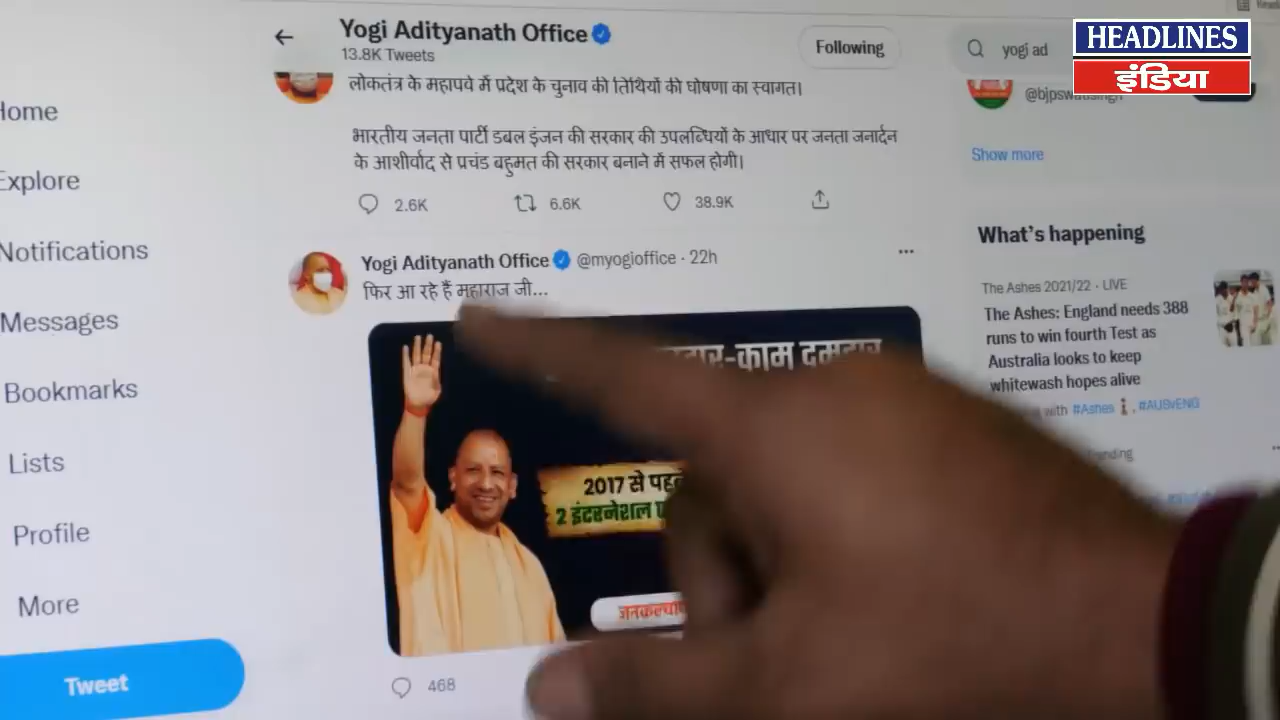 HEADLINES
इंडिया
Yogi Adityanath Office
13.8K Tweets
Following
yogi ad
Home
Explore
Notifications
Messages
Bookmarks
Lists
Profile
More
Tweet
लोकतंत्र के महापर्व में प्रदेश के चुनाव की तिथियों की घोषणा का स्वागत।
भारतीय जनता पार्टी डबल इंजन की सरकार की उपलब्धियों के आधार पर जनता जनार्दन
के आशीर्वाद से प्रचंड बहुमत की सरकार बनाने में सफल होगी।
2.6K 6.6K 38.9K
Yogi Adityanath Office @myogioffice · 22h
फिर आ रहे हैं महाराज जी...
काम दमदार
2017 से
2 इंटरनेशल
468
Show more
What's happening
The Ashes 2021/22 · LIVE
The Ashes: England needs 388
runs to win fourth Test as
Australia looks to keep
whitewash hopes alive
with #Ashes , #AUSvENG